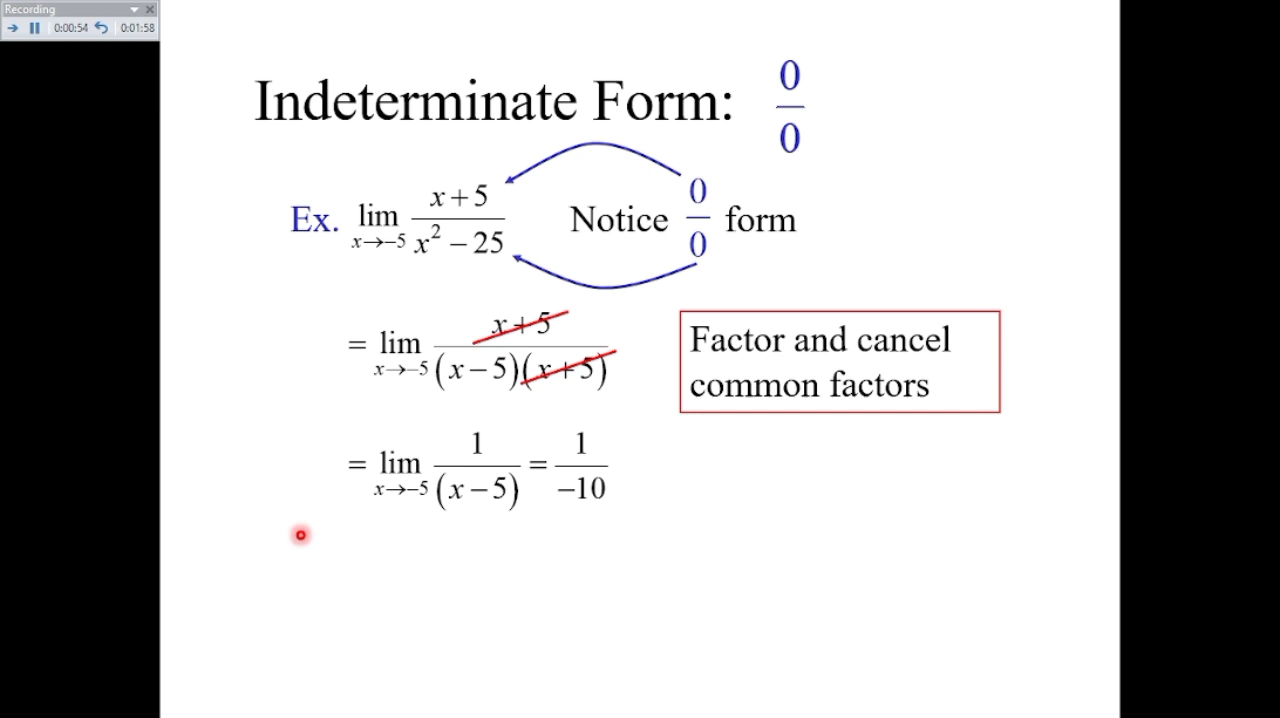 Recording
0:00:54 0:01:58
Indeterminate Form: 0/0
Ex. lim x→−5 (x + 5)/(x² − 25) Notice 0/0 form
= lim x→−5 (x + 5)/((x − 5)(x + 5))
Factor and cancel
common factors
= lim x→−5 1/(x − 5) = 1/−10